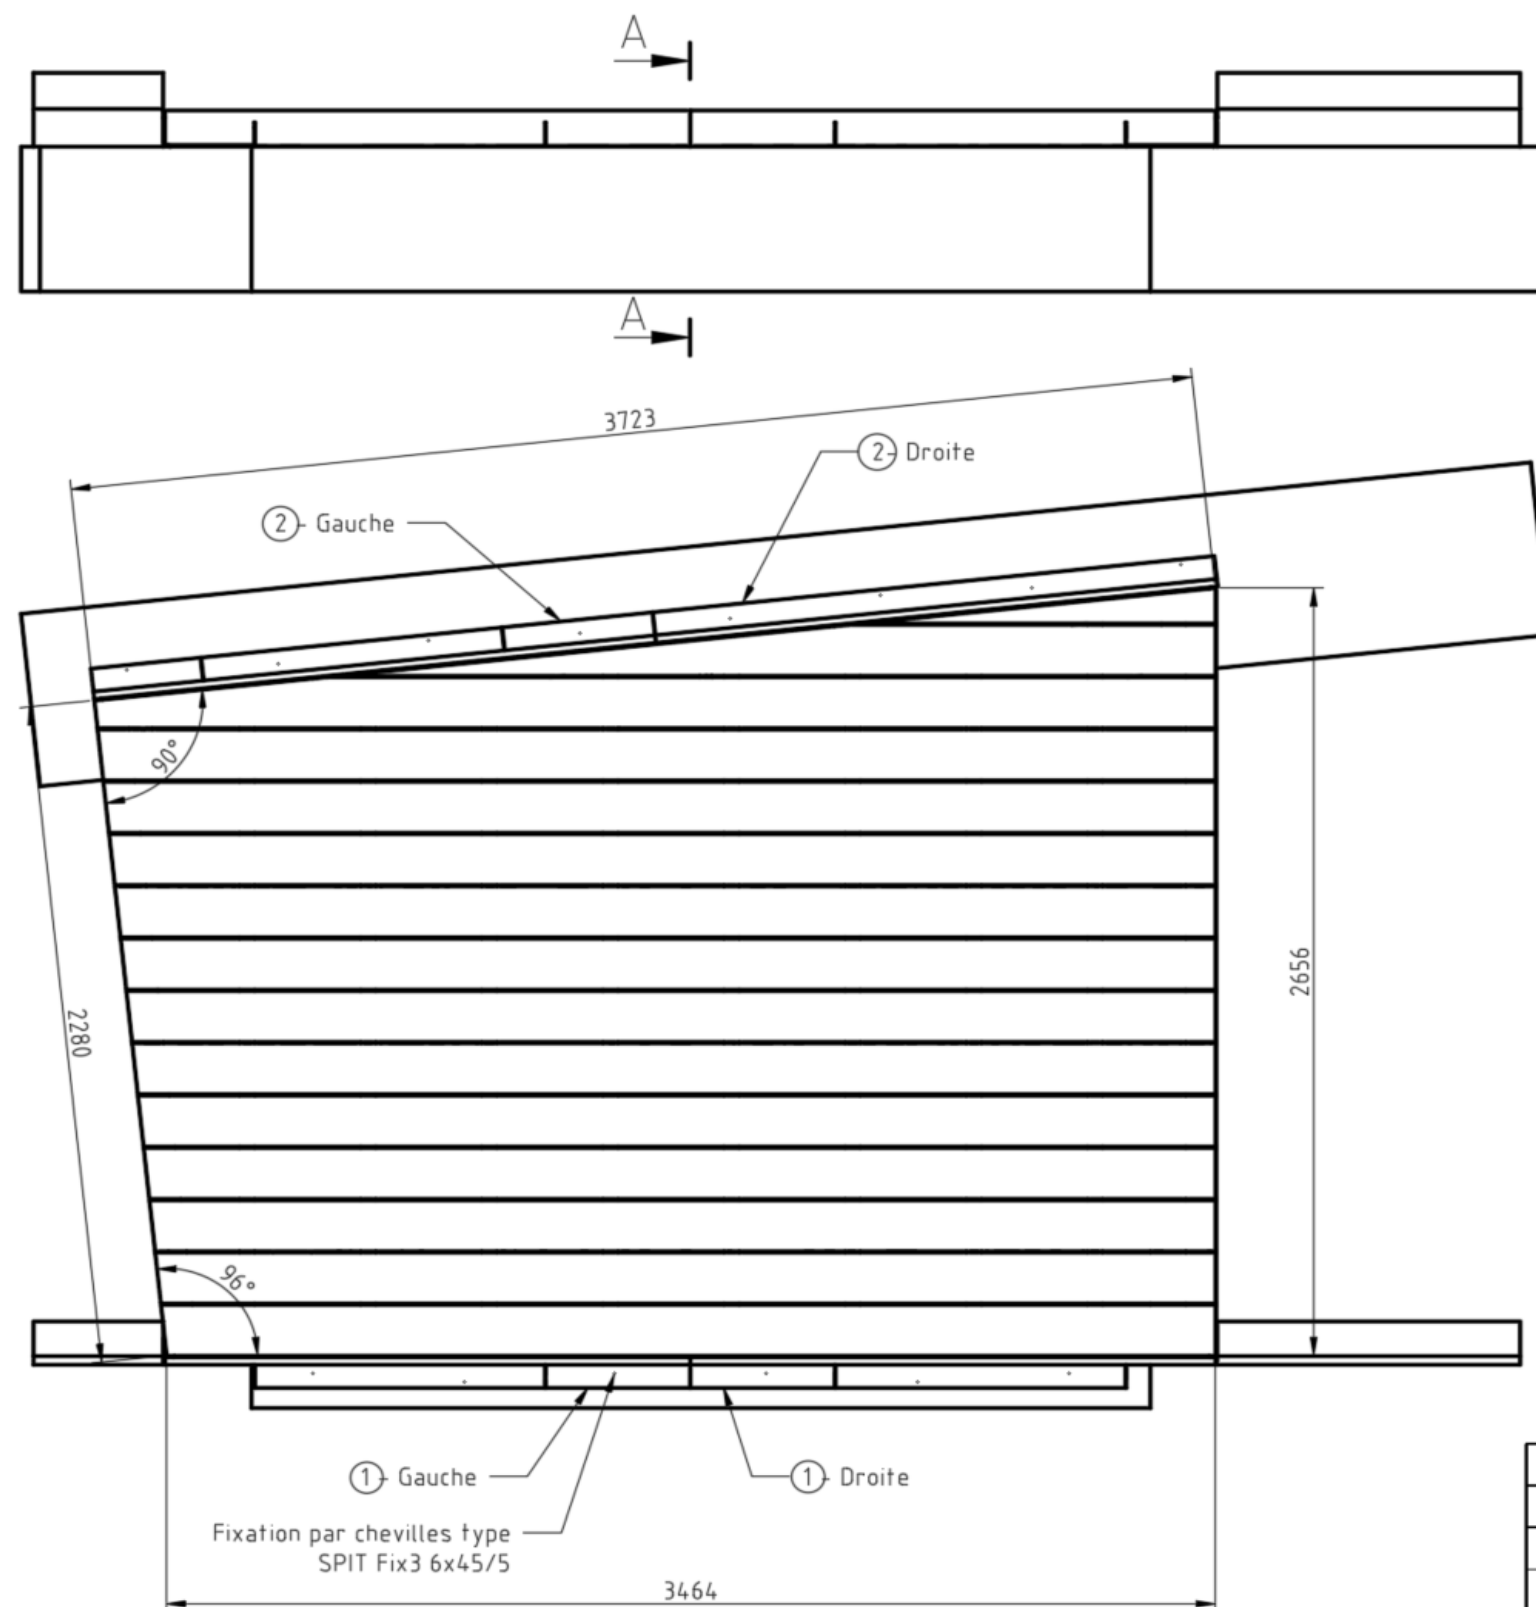 A
A
3723
2- Droite
2- Gauche
90°
2280
2656
96°
1- Gauche
1- Droite
Fixation par chevilles type
SPIT Fix3 6x45/5
3464